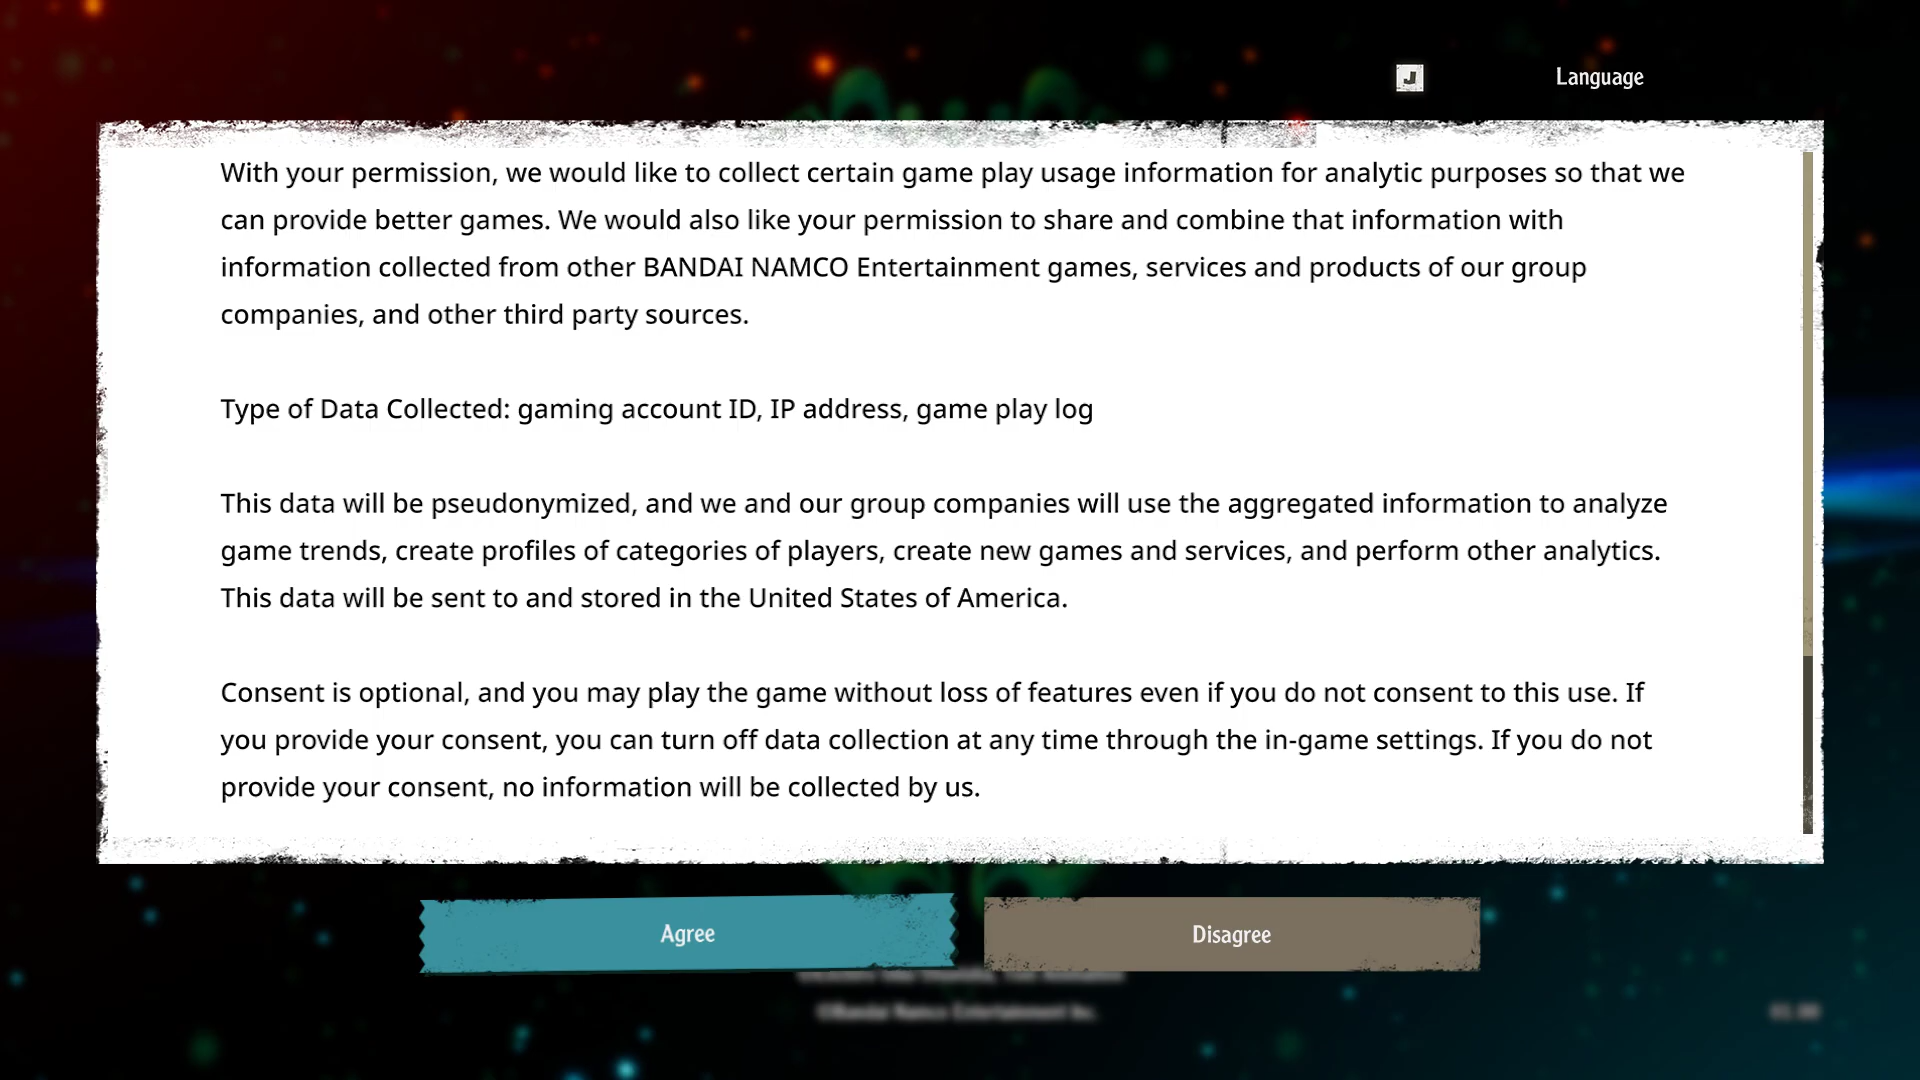 J Language
With your permission, we would like to collect certain game play usage information for analytic purposes so that we
can provide better games. We would also like your permission to share and combine that information with
information collected from other BANDAI NAMCO Entertainment games, services and products of our group
companies, and other third party sources.
Type of Data Collected: gaming account ID, IP address, game play log
This data will be pseudonymized, and we and our group companies will use the aggregated information to analyze
game trends, create profiles of categories of players, create new games and services, and perform other analytics.
This data will be sent to and stored in the United States of America.
Consent is optional, and you may play the game without loss of features even if you do not consent to this use. If
you provide your consent, you can turn off data collection at any time through the in-game settings. If you do not
provide your consent, no information will be collected by us.
Agree Disagree
©Bandai Namco Entertainment Inc.